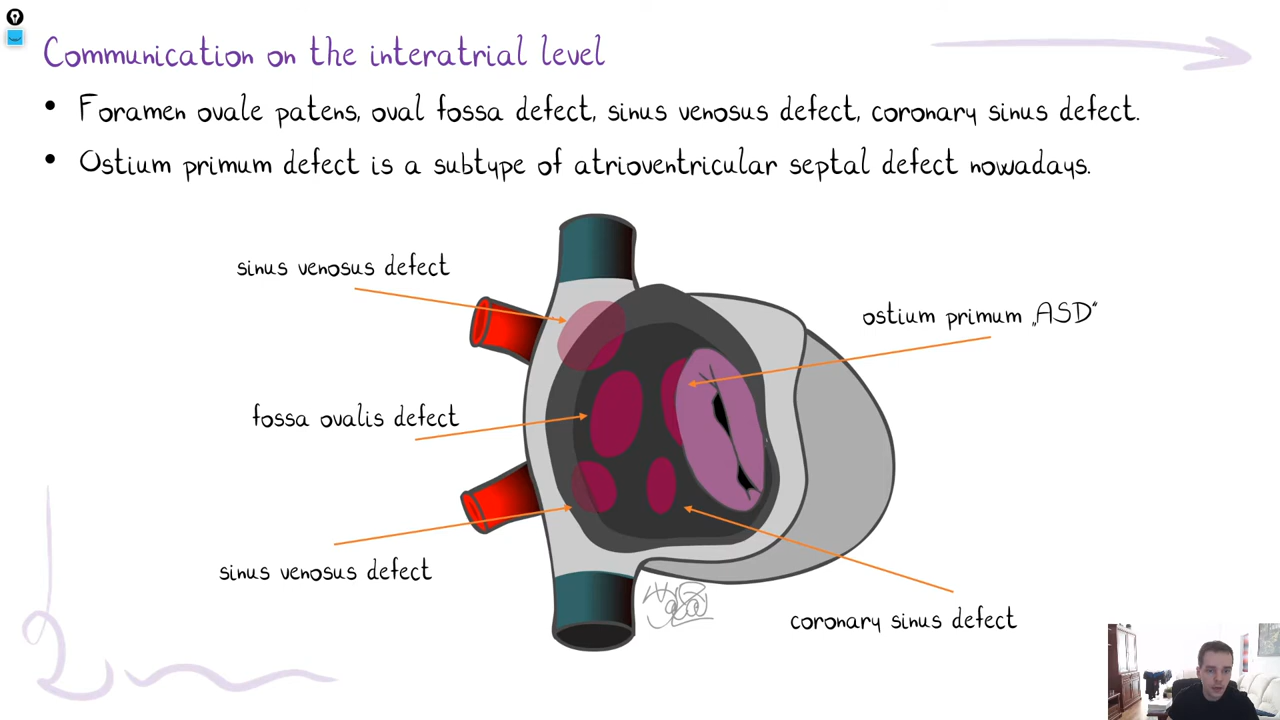 Communication on the interatrial level
• Foramen ovale patens, oval fossa defect, sinus venosus defect, coronary sinus defect.
• Ostium primum defect is a subtype of atrioventricular septal defect nowadays.
sinus venosus defect
ostium primum „ASD“
fossa ovalis defect
sinus venosus defect
coronary sinus defect